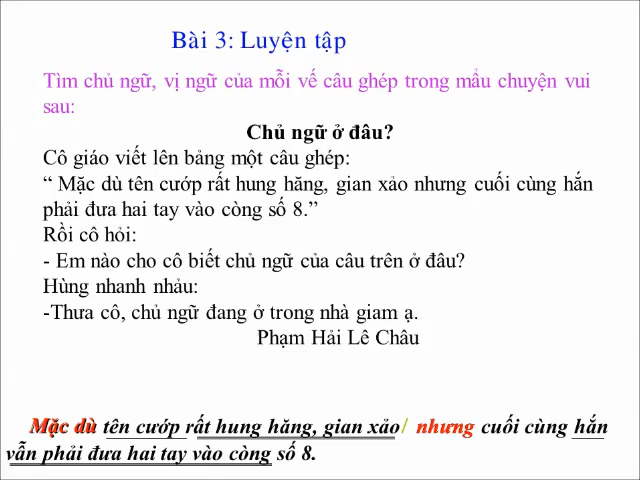 Bài 3: Luyện tập
Tìm chủ ngữ, vị ngữ của mỗi vế câu ghép trong mẩu chuyện vui
sau:
Chủ ngữ ở đâu?
Cô giáo viết lên bảng một câu ghép:
“ Mặc dù tên cướp rất hung hăng, gian xảo nhưng cuối cùng hắn
phải đưa hai tay vào còng số 8.”
Rồi cô hỏi:
- Em nào cho cô biết chủ ngữ của câu trên ở đâu?
Hùng nhanh nhảu:
-Thưa cô, chủ ngữ đang ở trong nhà giam ạ.
Phạm Hải Lê Châu
Mặc dù tên cướp rất hung hăng, gian xảo/ nhưng cuối cùng hắn
vẫn phải đưa hai tay vào còng số 8.